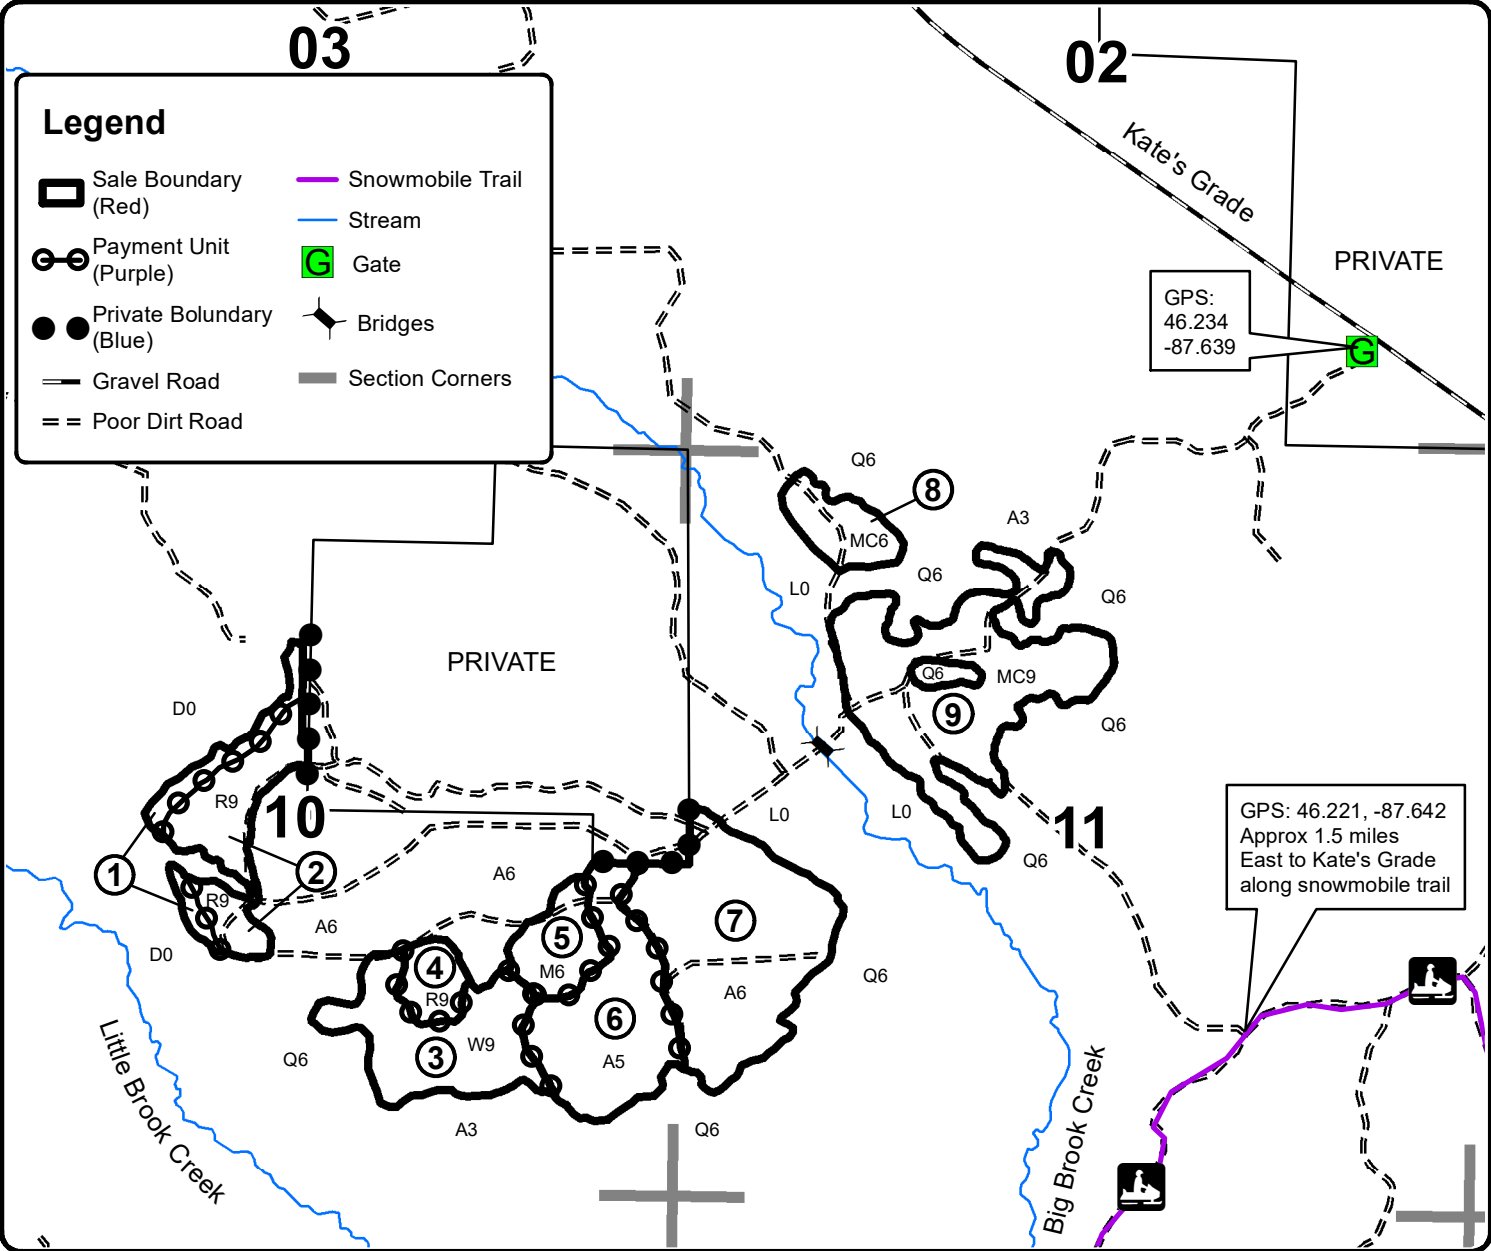 03
02
Legend
Sale Boundary
(Red)
Payment Unit
(Purple)
Private Bolundary
(Blue)
Gravel Road
Poor Dirt Road
Snowmobile Trail
Stream
G Gate
Bridges
Section Corners
Kate's Grade
PRIVATE
GPS:
46.234
-87.639
G
Q6
8
MC6
A3
Q6
L0
Q6
PRIVATE
Q6
MC9
9
Q6
D0
R9
10
L0
L0
11
Q6
1
2
R9
A6
A6
D0
GPS: 46.221, -87.642
Approx 1.5 miles
East to Kate's Grade
along snowmobile trail
7
5
4
M6
R9
A6
Q6
6
3
W9
A5
Q6
A3
Q6
Little Brook Creek
Big Brook Creek